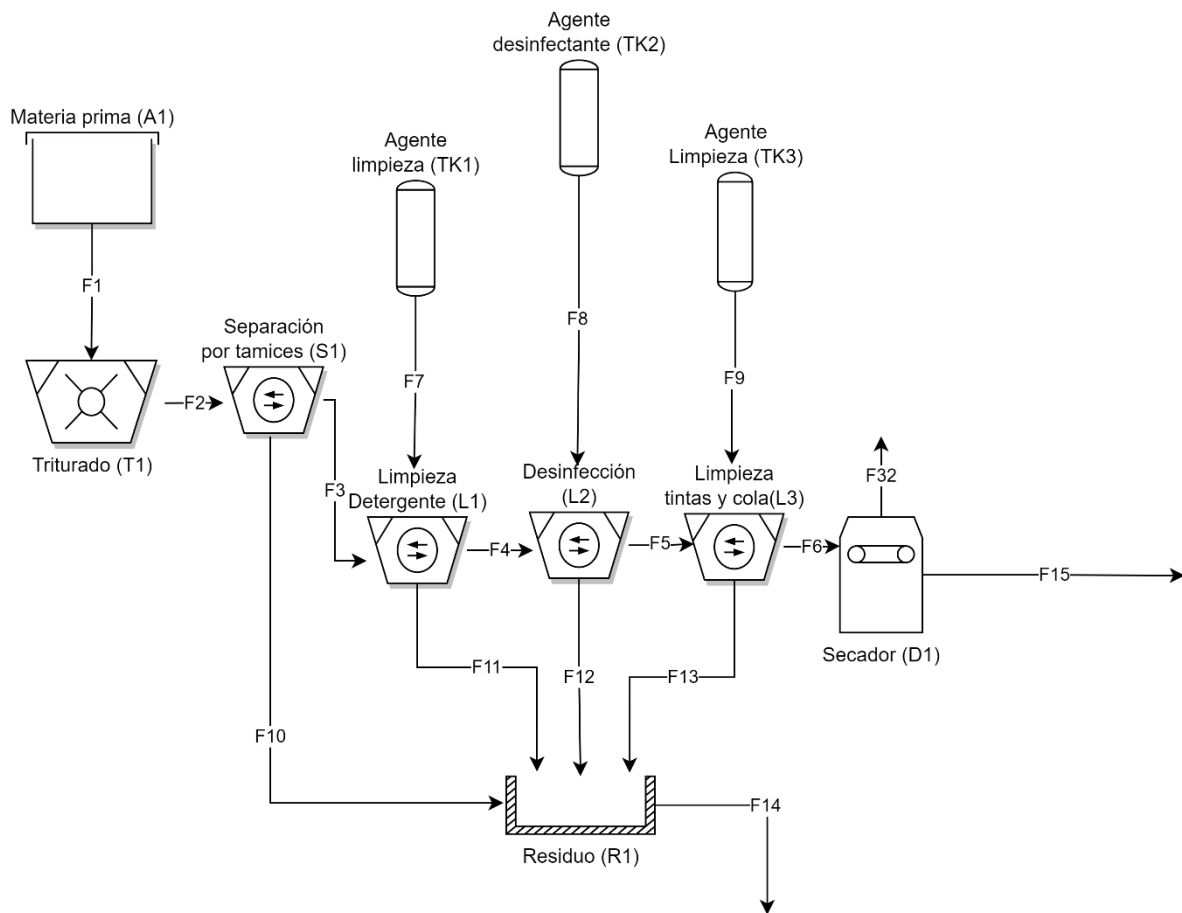 Agente
desinfectante (TK2)
Materia prima (A1)
Agente
limpieza (TK1)
Agente
Limpieza (TK3)
F1
F8
Separación
por tamices (S1)
F7
F9
F2
Triturado (T1)
F3
Limpieza
Detergente (L1)
Desinfección
(L2)
Limpieza
tintas y cola(L3)
F32
F4
F5
F6
F15
Secador (D1)
F11
F12
F13
F10
F14
Residuo (R1)